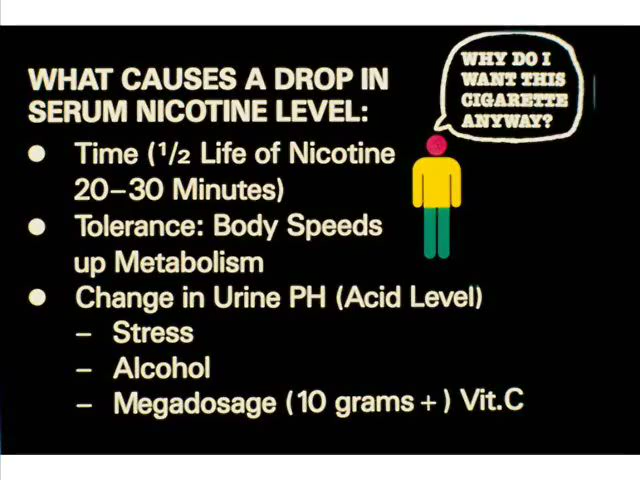 WHAT CAUSES A DROP IN
SERUM NICOTINE LEVEL:
● Time (1/2 Life of Nicotine
20–30 Minutes)
● Tolerance: Body Speeds
up Metabolism
● Change in Urine PH (Acid Level)
– Stress
– Alcohol
– Megadosage (10 grams +) Vit.C
WHY DO I
WANT THIS
CIGARETTE
ANYWAY?